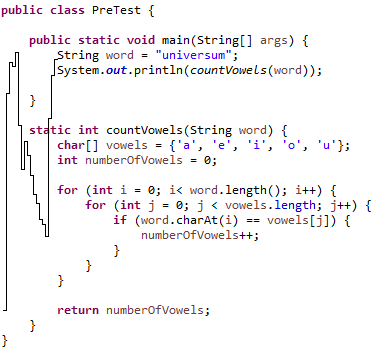 public class PreTest {
public static void main(String[] args) {
String word = "universum";
System.out.println(countVowels(word));
}
static int countVowels(String word) {
char[] vowels = {'a', 'e', 'i', 'o', 'u'};
int numberOfVowels = 0;
for (int i = 0; i< word.length(); i++) {
for (int j = 0; j < vowels.length; j++) {
if (word.charAt(i) == vowels[j]) {
numberOfVowels++;
}
}
}
return numberOfVowels;
}
}